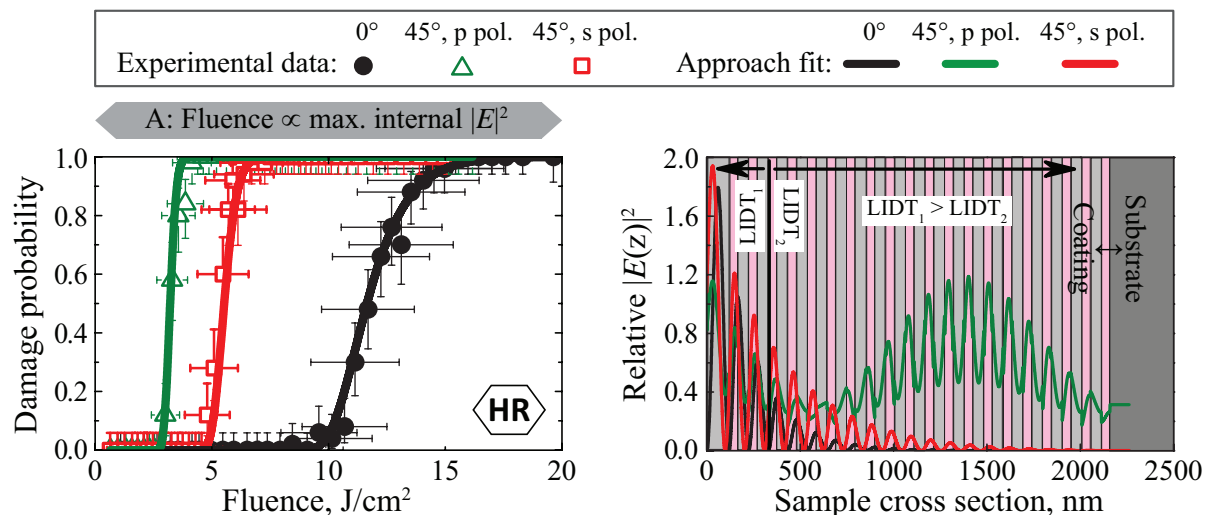 0° 45°, p pol. 45°, s pol. 0° 45°, p pol. 45°, s pol.
Experimental data: Approach fit:
A: Fluence ∝ max. internal |E|²
Damage probability
1.0
0.8
0.6
0.4
0.2
0.0
HR
0 5 10 15 20
Fluence, J/cm²
Relative |E(z)|²
2.0
1.6
1.2
0.8
0.4
0.0
LIDT₁
LIDT₂
LIDT₁ > LIDT₂
Coating
Substrate
0 500 1000 1500 2000 2500
Sample cross section, nm